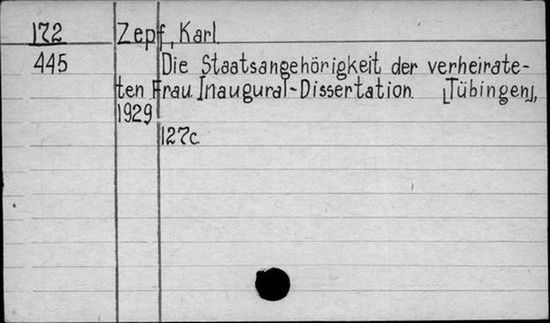 172 Zepf, Karl
445 Die Staatsangehörigkeit der verheirate-
ten Frau. Inaugural-Dissertation. [Tübingen],
1929
127c.